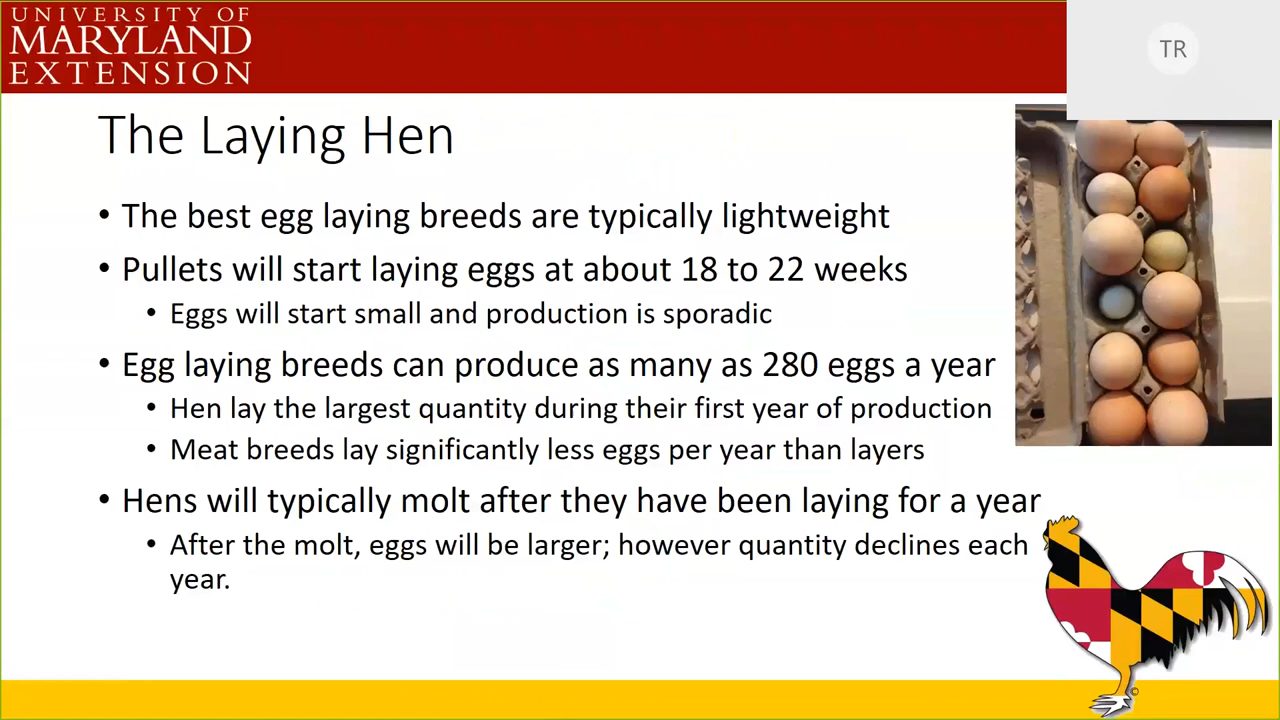 UNIVERSITY OF
MARYLAND
EXTENSION
TR
The Laying Hen
• The best egg laying breeds are typically lightweight
• Pullets will start laying eggs at about 18 to 22 weeks
• Eggs will start small and production is sporadic
• Egg laying breeds can produce as many as 280 eggs a year
• Hen lay the largest quantity during their first year of production
• Meat breeds lay significantly less eggs per year than layers
• Hens will typically molt after they have been laying for a year
• After the molt, eggs will be larger; however quantity declines each
year.
©